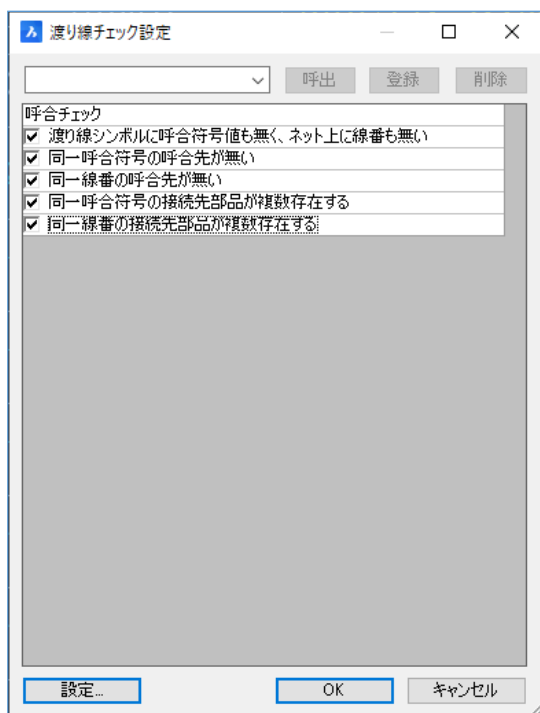 渡り線チェック設定
呼出 登録 削除
呼合チェック
渡り線シンボルに呼合符号値も無く、ネット上に線番も無い
同一呼合符号の呼合先が無い
同一線番の呼合先が無い
同一呼合符号の接続先部品が複数存在する
同一線番の接続先部品が複数存在する
設定... OK キャンセル